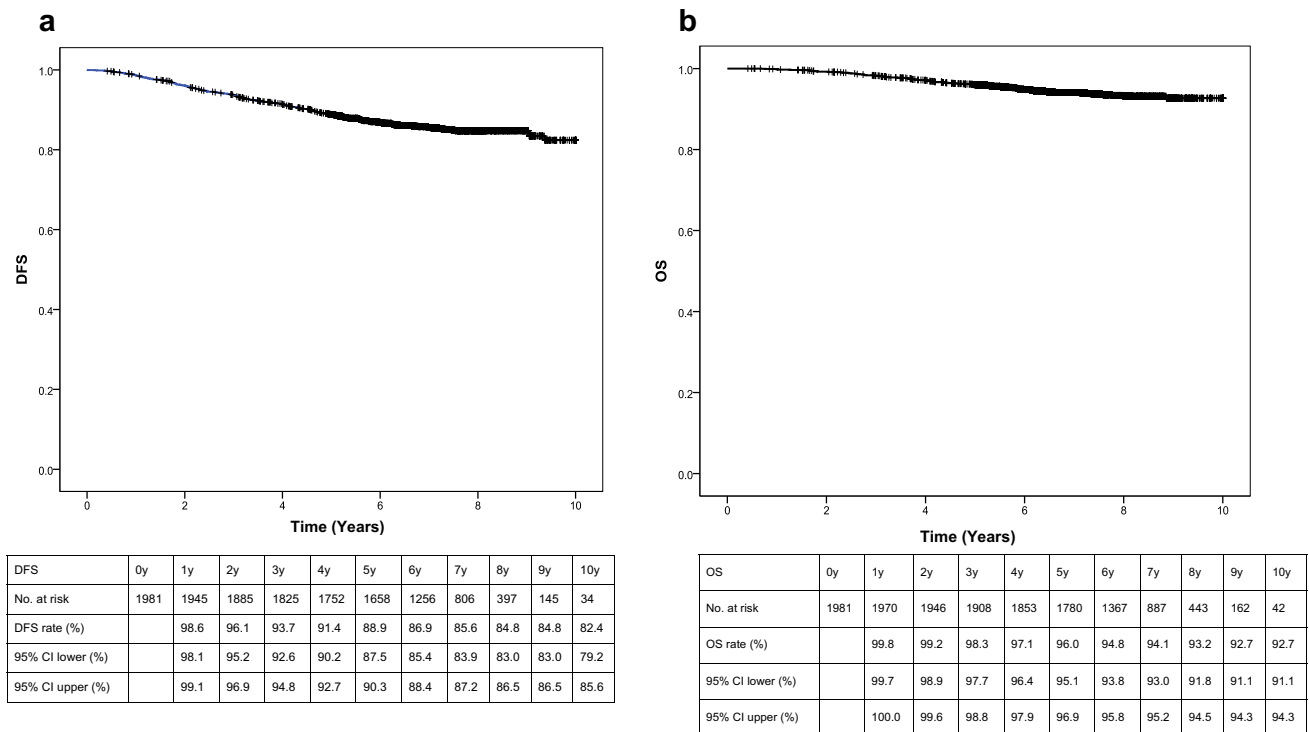 a
1.0
0.8
0.6
0.4
0.2
0.0
DFS
0 2 4 6 8 10
Time (Years)
DFS 0y 1y 2y 3y 4y 5y 6y 7y 8y 9y 10y
No. at risk 1981 1945 1885 1825 1752 1658 1256 806 397 145 34
DFS rate (%) 98.6 96.1 93.7 91.4 88.9 86.9 85.6 84.8 84.8 82.4
95% CI lower (%) 98.1 95.2 92.6 90.2 87.5 85.4 83.9 83.0 83.0 79.2
95% CI upper (%) 99.1 96.9 94.8 92.7 90.3 88.4 87.2 86.5 86.5 85.6
b
1.0
0.8
0.6
0.4
0.2
0.0
OS
0 2 4 6 8 10
Time (Years)
OS 0y 1y 2y 3y 4y 5y 6y 7y 8y 9y 10y
No. at risk 1981 1970 1946 1908 1853 1780 1367 887 443 162 42
OS rate (%) 99.8 99.2 98.3 97.1 96.0 94.8 94.1 93.2 92.7 92.7
95% CI lower (%) 99.7 98.9 97.7 96.4 95.1 93.8 93.0 91.8 91.1 91.1
95% CI upper (%) 100.0 99.6 98.8 97.9 96.9 95.8 95.2 94.5 94.3 94.3